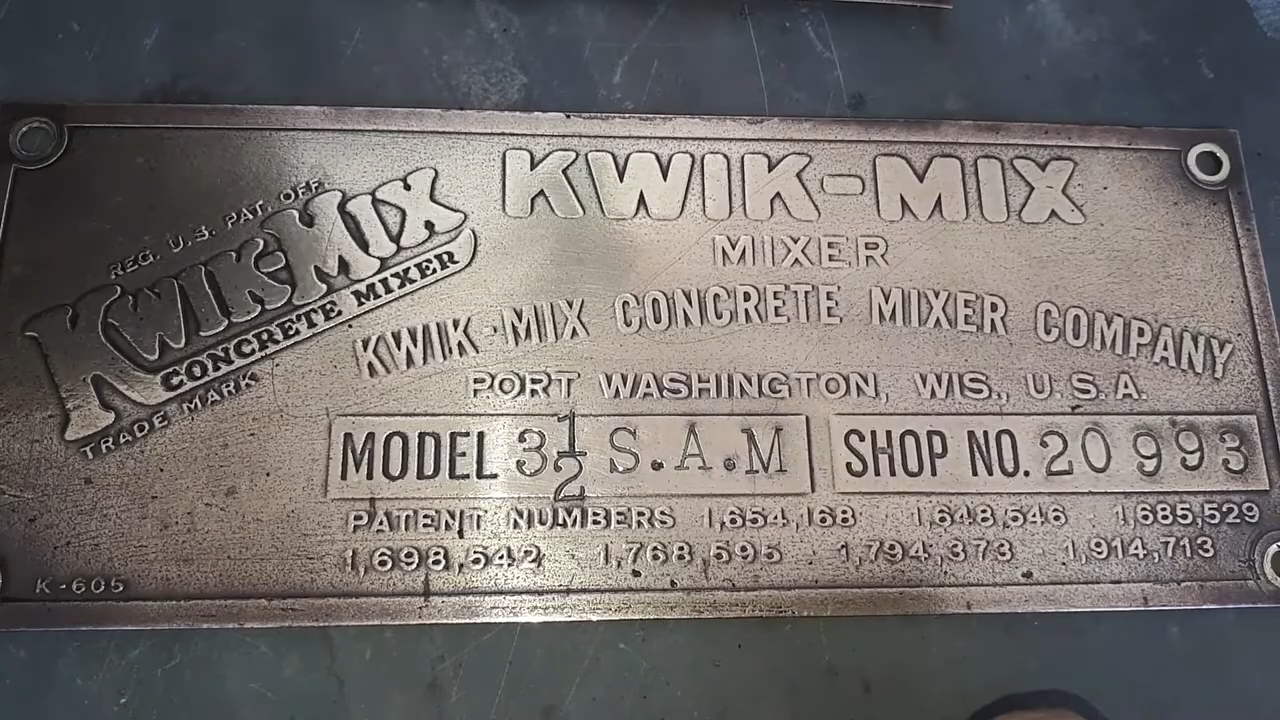 REG. U.S. PAT. OFF.
KWIK-MIX
CONCRETE MIXER
TRADE MARK
KWIK-MIX
MIXER
KWIK-MIX CONCRETE MIXER COMPANY
PORT WASHINGTON, WIS., U.S.A.
MODEL 3 1/2 S.A.M
SHOP NO. 20993
PATENT NUMBERS 1,654,168 1,648,546 1,685,529
1,698,542 1,768,595 1,794,373 1,914,713
K-605